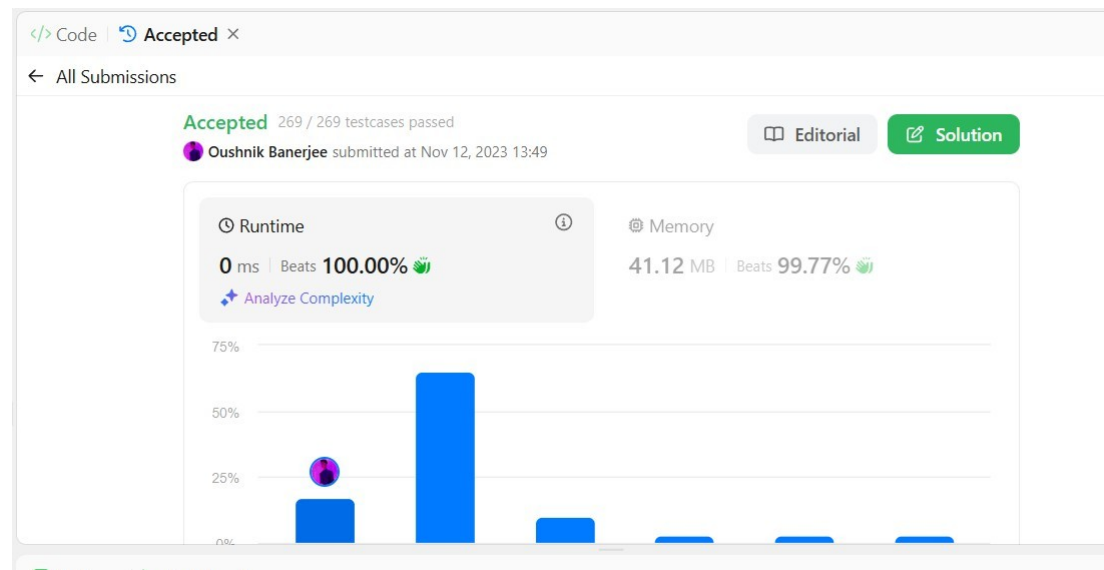 </> Code Accepted ×
← All Submissions
Accepted 269 / 269 testcases passed
Editorial
Solution
Oushnik Banerjee submitted at Nov 12, 2023 13:49
Runtime
0 ms Beats 100.00%
Analyze Complexity
Memory
41.12 MB Beats 99.77%
75%
50%
25%
0%